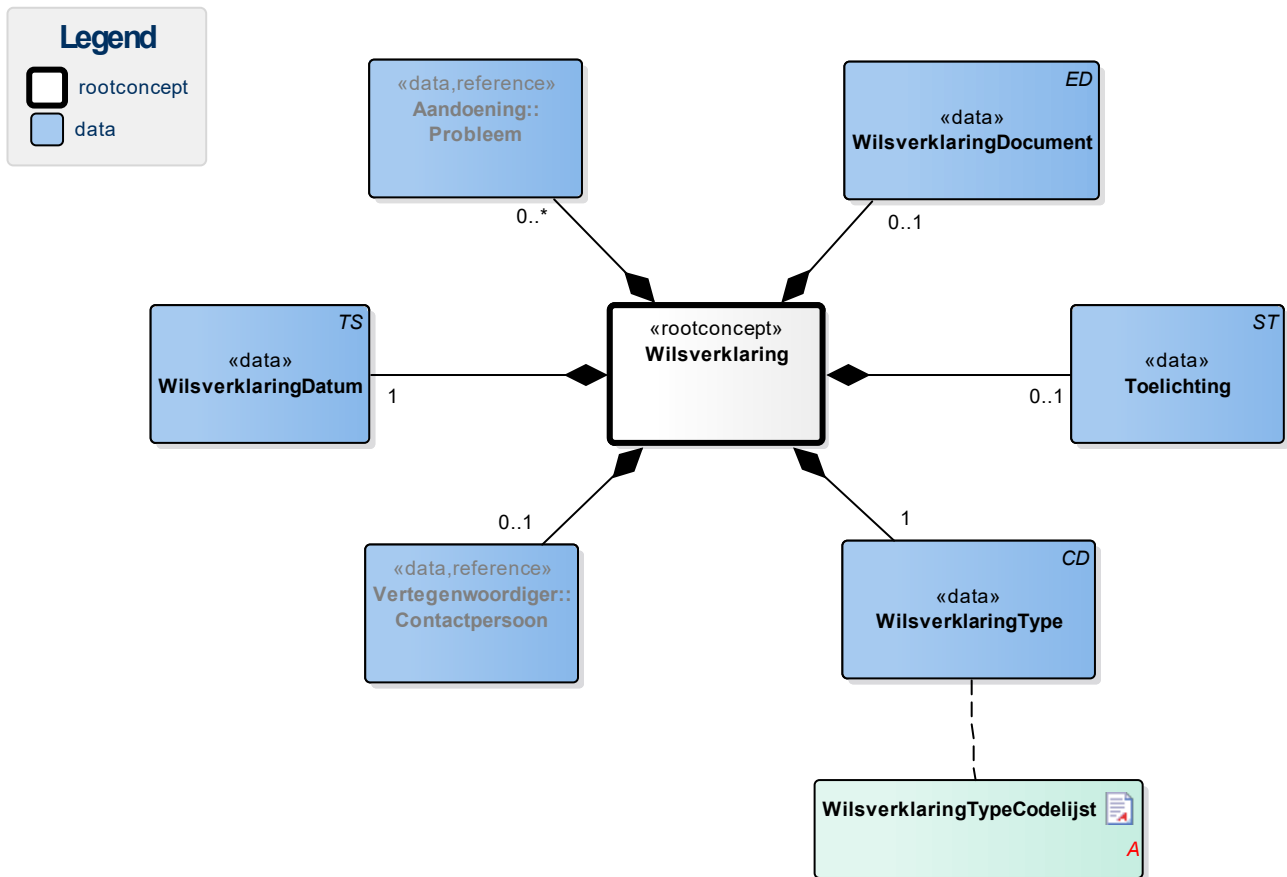 Legend
rootconcept
data
«data,reference»
Aandoening::
Probleem
0..*
ED
«data»
WilsverklaringDocument
0..1
TS
«data»
WilsverklaringDatum
1
«rootconcept»
Wilsverklaring
ST
«data»
Toelichting
0..1
0..1
«data,reference»
Vertegenwoordiger::
Contactpersoon
1
CD
«data»
WilsverklaringType
WilsverklaringTypeCodelijst
A